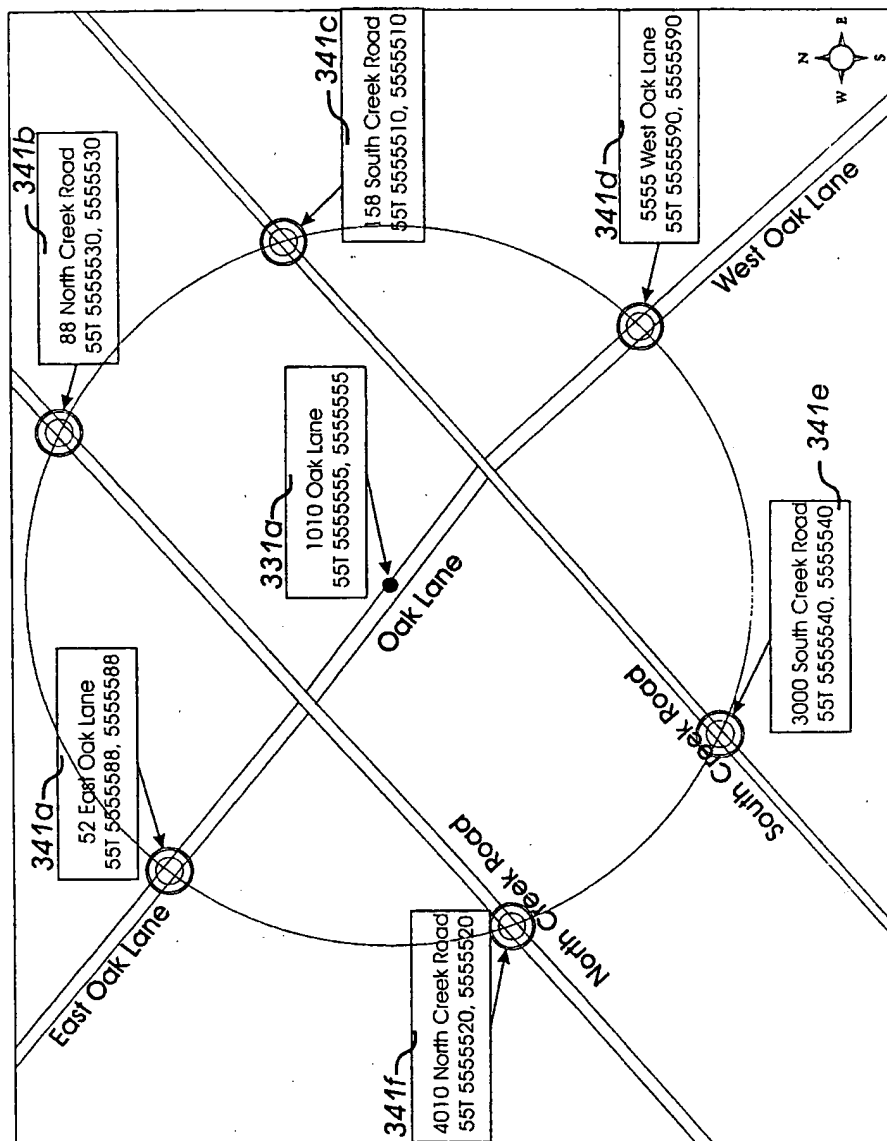 341a
52 East Oak Lane
55T 5555588, 5555588
341b
88 North Creek Road
55T 5555530, 5555530
341c
158 South Creek Road
55T 5555510, 5555510
331a
1010 Oak Lane
55T 5555555, 5555555
341d
5555 West Oak Lane
55T 5555590, 5555590
341e
3000 South Creek Road
55T 5555540, 5555540
341f
4010 North Creek Road
55T 5555520, 5555520
East Oak Lane
Oak Lane
West Oak Lane
North Creek Road
North Creek Road
South Creek Road
N
E
S
W